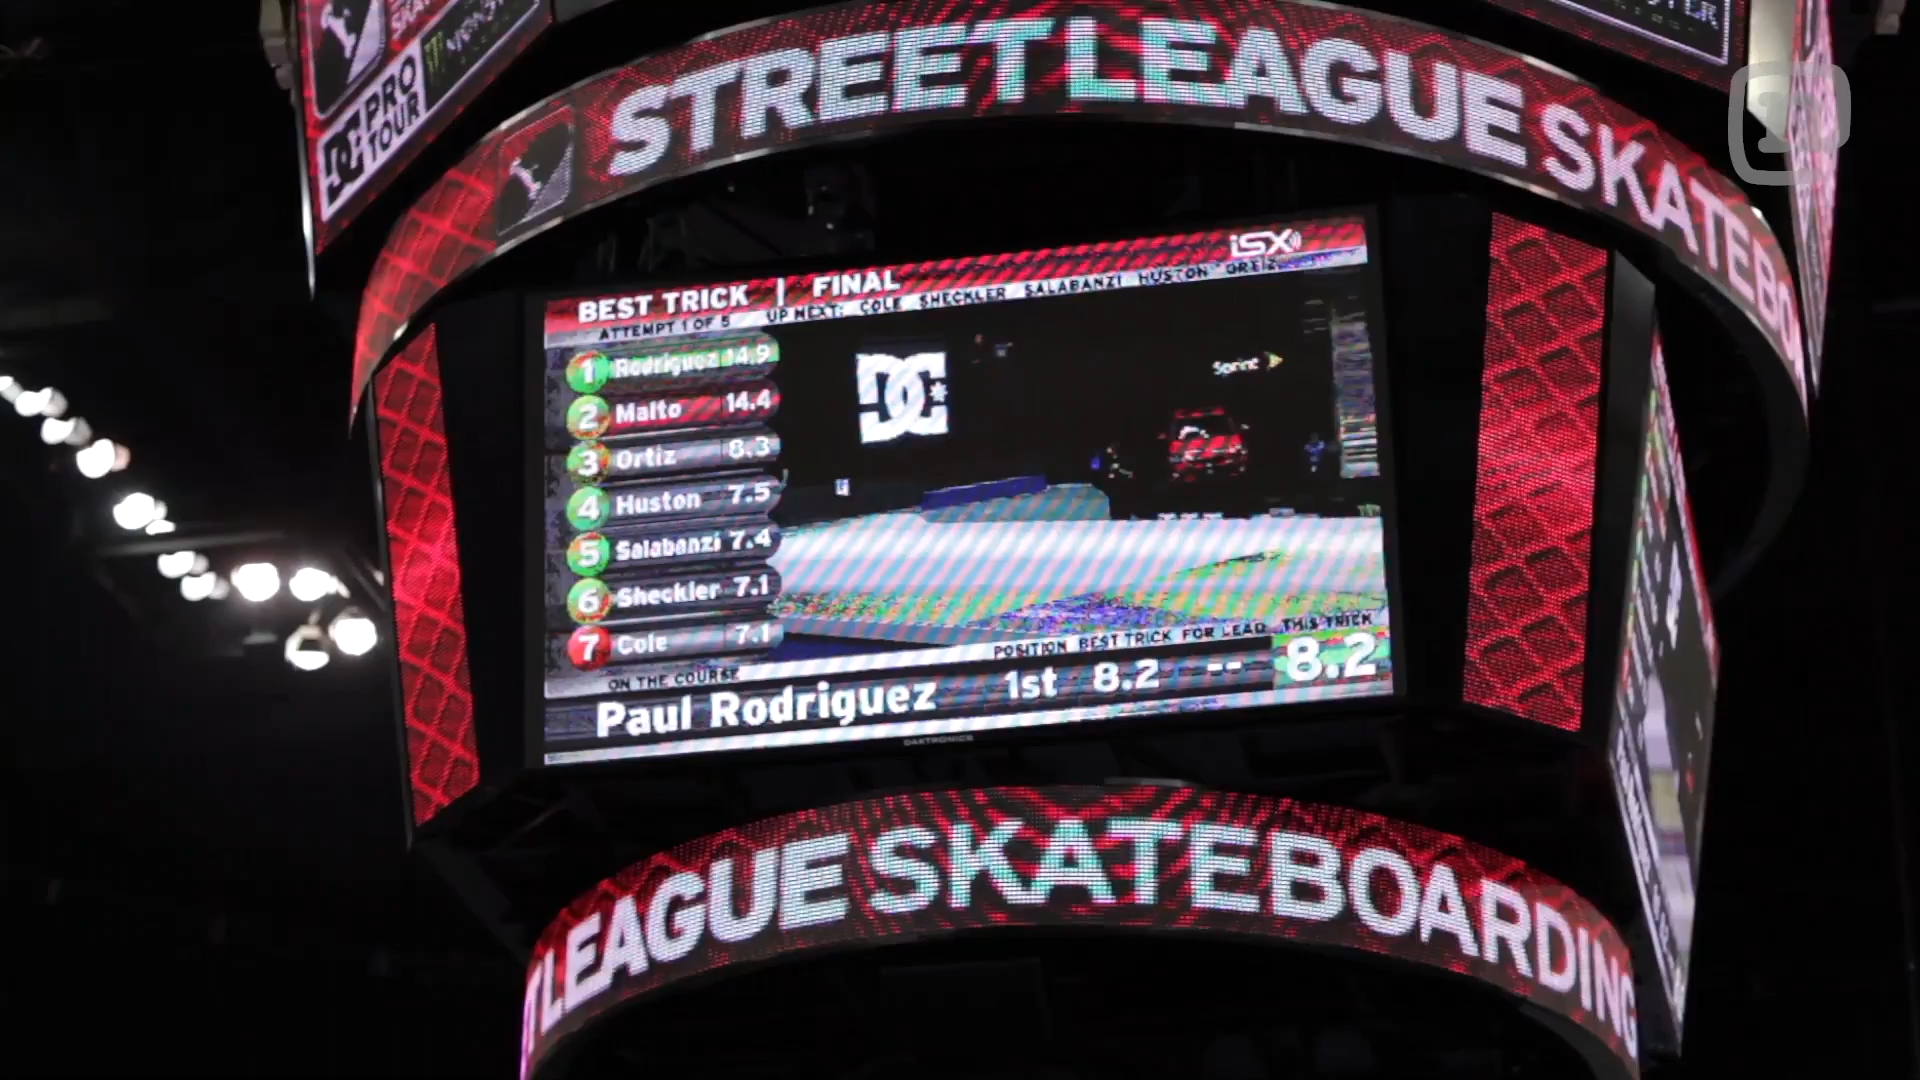 STREET LEAGUE SKATEBO
DC PRO TOUR
iSX
BEST TRICK | FINAL
ATTEMPT 1 OF 5 UP NEXT: COLE SHECKLER SALABANZI HUSTON ORTIZ
1 Rodriguez 14.9
2 Malto 14.4
3 Ortiz 8.3
4 Huston 7.5
5 Salabanzi 7.4
6 Sheckler 7.1
7 Cole 7.1
DC
Sprint
POSITION BEST TRICK FOR LEAD THIS TRICK
ON THE COURSE
Paul Rodriguez 1st 8.2 -- 8.2
DAKTRONICS
TLEAGUE SKATEBOARDING